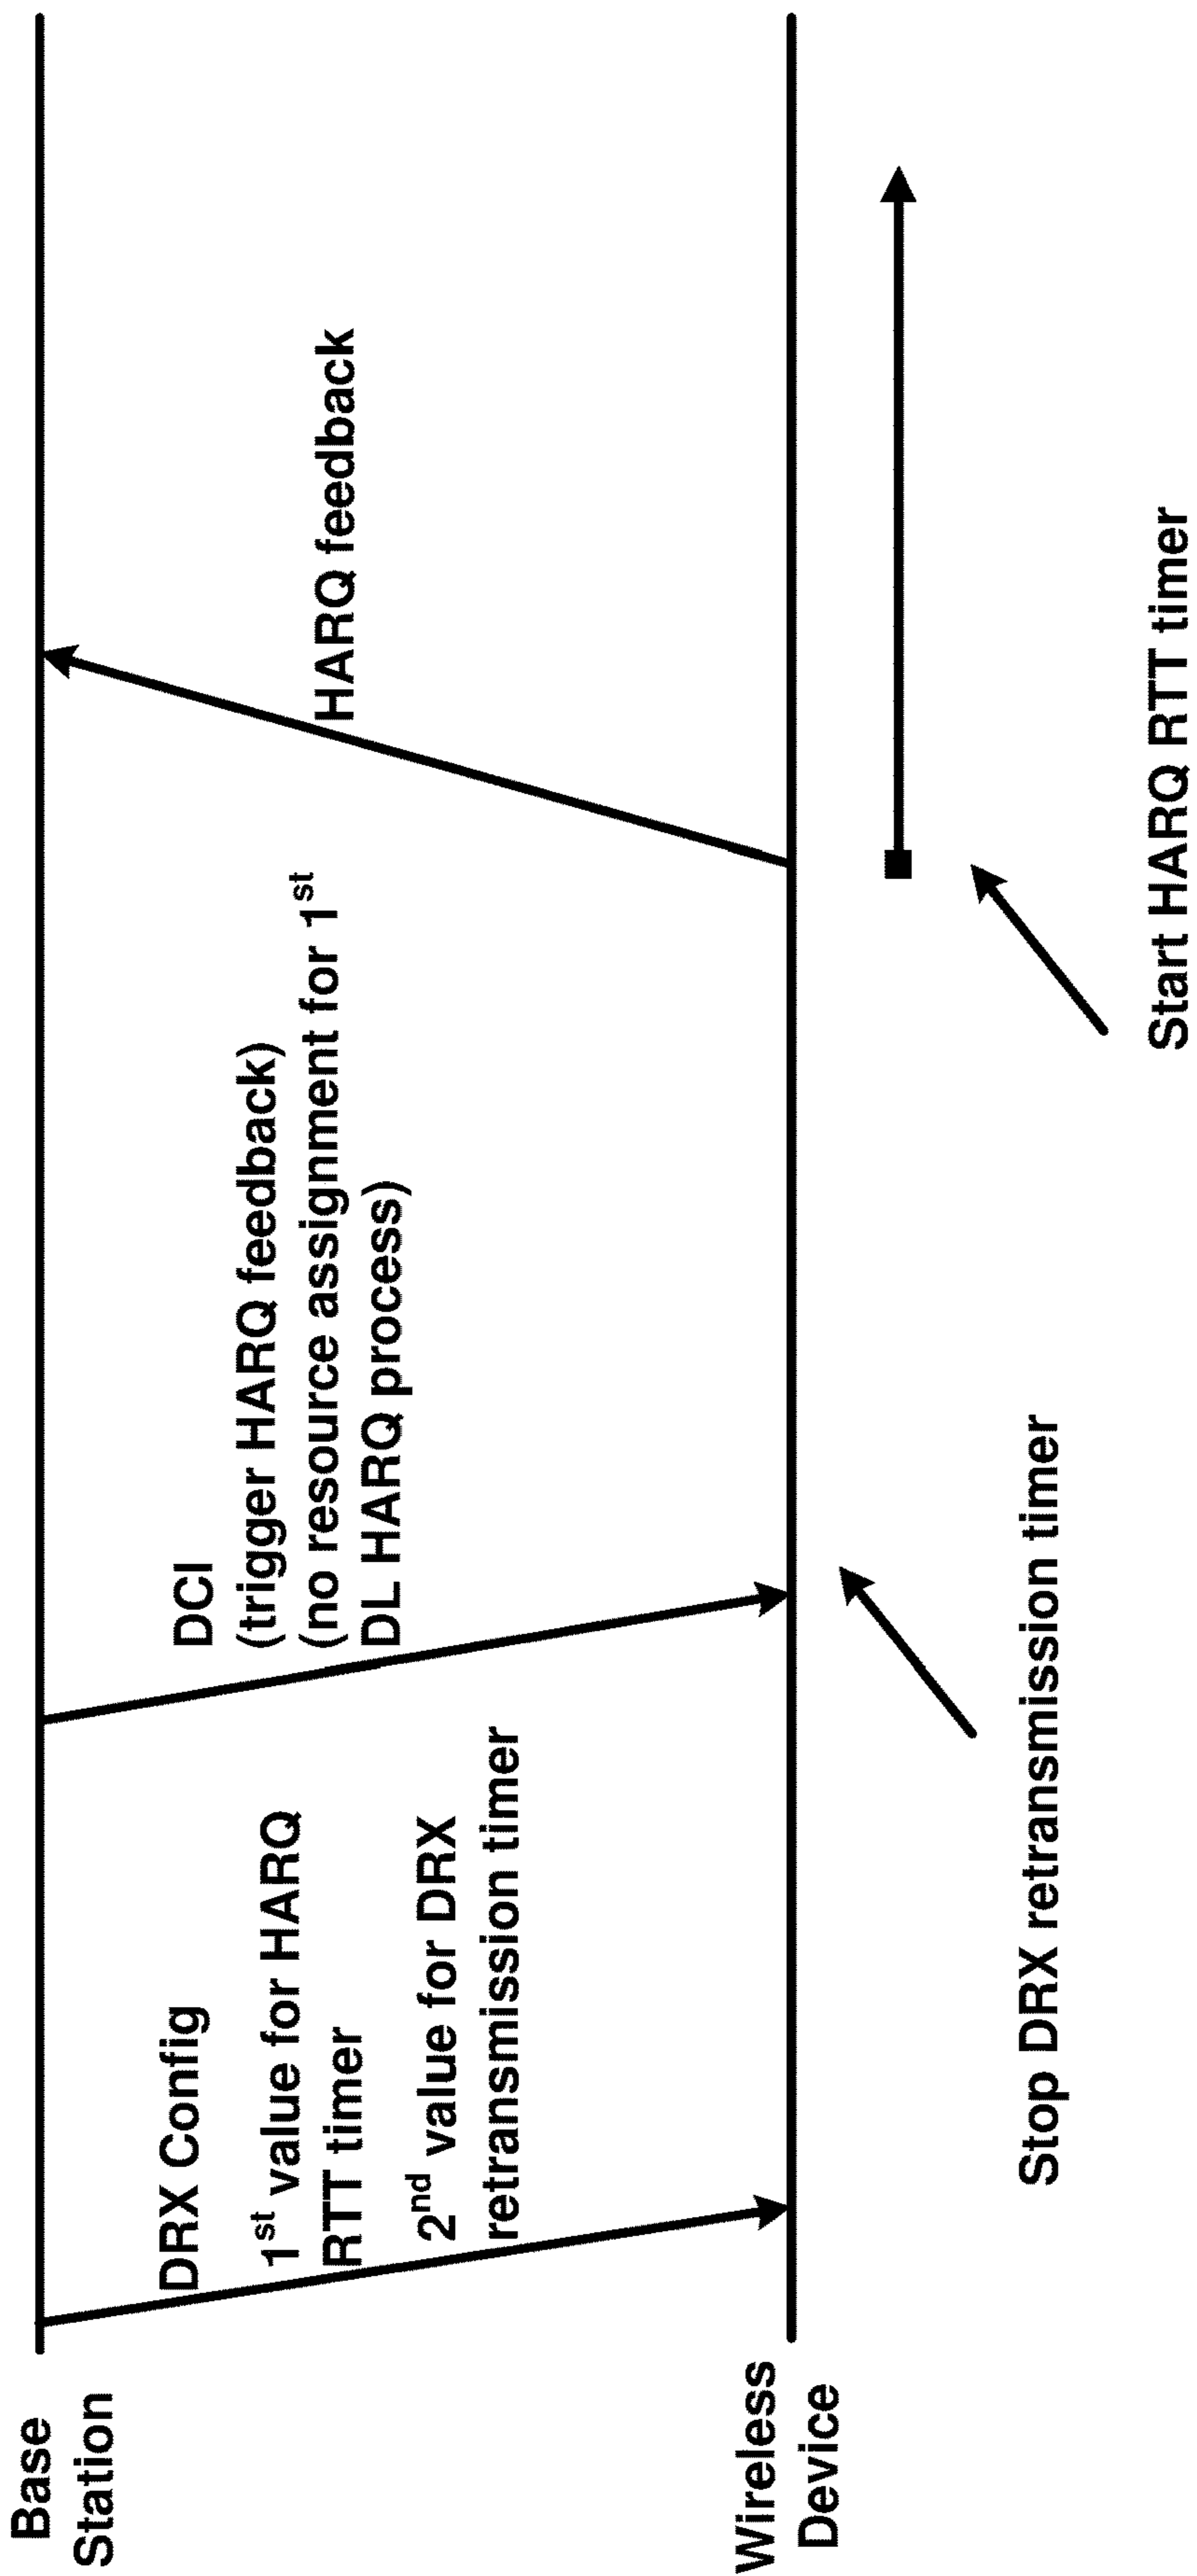 Base
Station
DRX Config
1st value for HARQ
RTT timer
2nd value for DRX
retransmission timer
DCI
(trigger HARQ feedback)
(no resource assignment for 1st
DL HARQ process)
HARQ feedback
Wireless
Device
Stop DRX retransmission timer
Start HARQ RTT timer